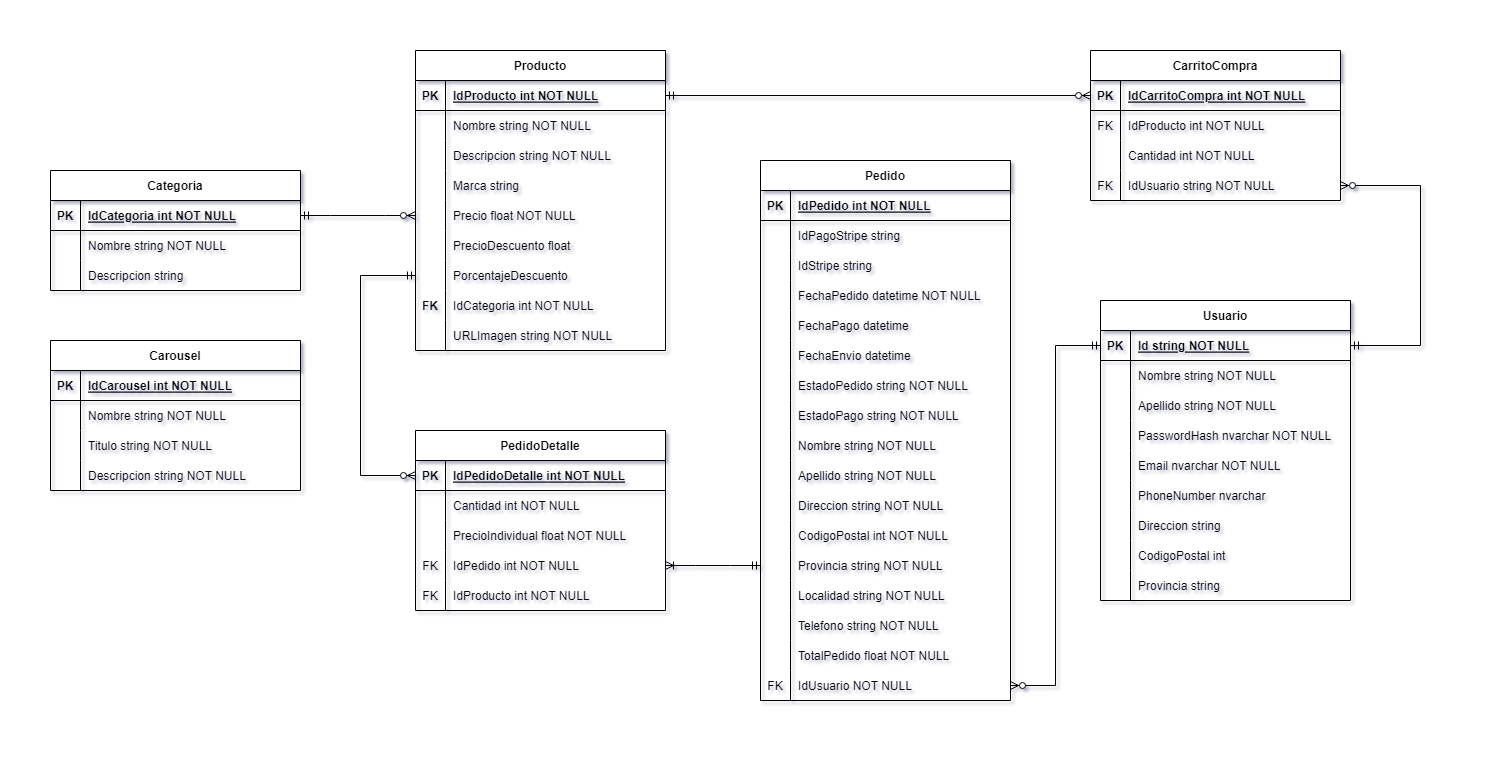 Producto
PK IdProducto int NOT NULL
Nombre string NOT NULL
Descripcion string NOT NULL
Marca string
Precio float NOT NULL
PrecioDescuento float
PorcentajeDescuento
FK IdCategoria int NOT NULL
URLImagen string NOT NULL
CarritoCompra
PK IdCarritoCompra int NOT NULL
FK IdProducto int NOT NULL
Cantidad int NOT NULL
FK IdUsuario string NOT NULL
Categoria
PK IdCategoria int NOT NULL
Nombre string NOT NULL
Descripcion string
Pedido
PK IdPedido int NOT NULL
IdPagoStripe string
IdStripe string
FechaPedido datetime NOT NULL
FechaPago datetime
FechaEnvio datetime
EstadoPedido string NOT NULL
EstadoPago string NOT NULL
Nombre string NOT NULL
Apellido string NOT NULL
Direccion string NOT NULL
CodigoPostal int NOT NULL
Provincia string NOT NULL
Localidad string NOT NULL
Telefono string NOT NULL
TotalPedido float NOT NULL
FK IdUsuario NOT NULL
Usuario
PK Id string NOT NULL
Nombre string NOT NULL
Apellido string NOT NULL
PasswordHash nvarchar NOT NULL
Email nvarchar NOT NULL
PhoneNumber nvarchar
Direccion string
CodigoPostal int
Provincia string
Carousel
PK IdCarousel int NOT NULL
Nombre string NOT NULL
Titulo string NOT NULL
Descripcion string NOT NULL
PedidoDetalle
PK IdPedidoDetalle int NOT NULL
Cantidad int NOT NULL
PrecioIndividual float NOT NULL
FK IdPedido int NOT NULL
FK IdProducto int NOT NULL